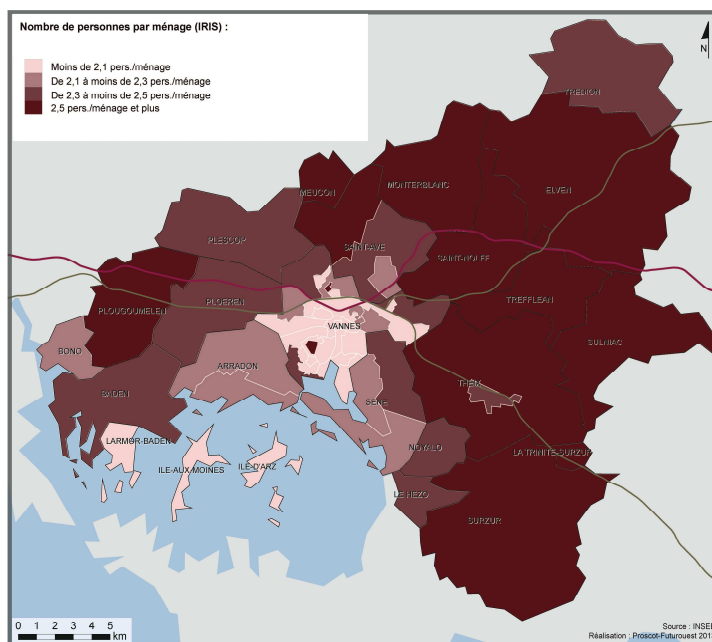 Nombre de personnes par ménage (IRIS) :
Moins de 2,1 pers./ménage
De 2,1 à moins de 2,3 pers./ménage
De 2,3 à moins de 2,5 pers./ménage
2,5 pers./ménage et plus
N
TREDION
MEUCON
MONTERBLANC
ELVEN
PLESCOP
SAINT-AVE
SAINT-NOLFF
PLOEREN
TREFFLEAN
PLOUGOUMELEN
VANNES
SULNIAC
BONO
ARRADON
THEIX
BADEN
SENE
LARMOR-BADEN
NOYALO
LA TRINITE-SURZUR
ILE-AUX-MOINES
ILE-D'ARZ
LE HEZO
SURZUR
0 1 2 3 4 5
km
Source : INSEE
Réalisation : Proscot-Futurouest